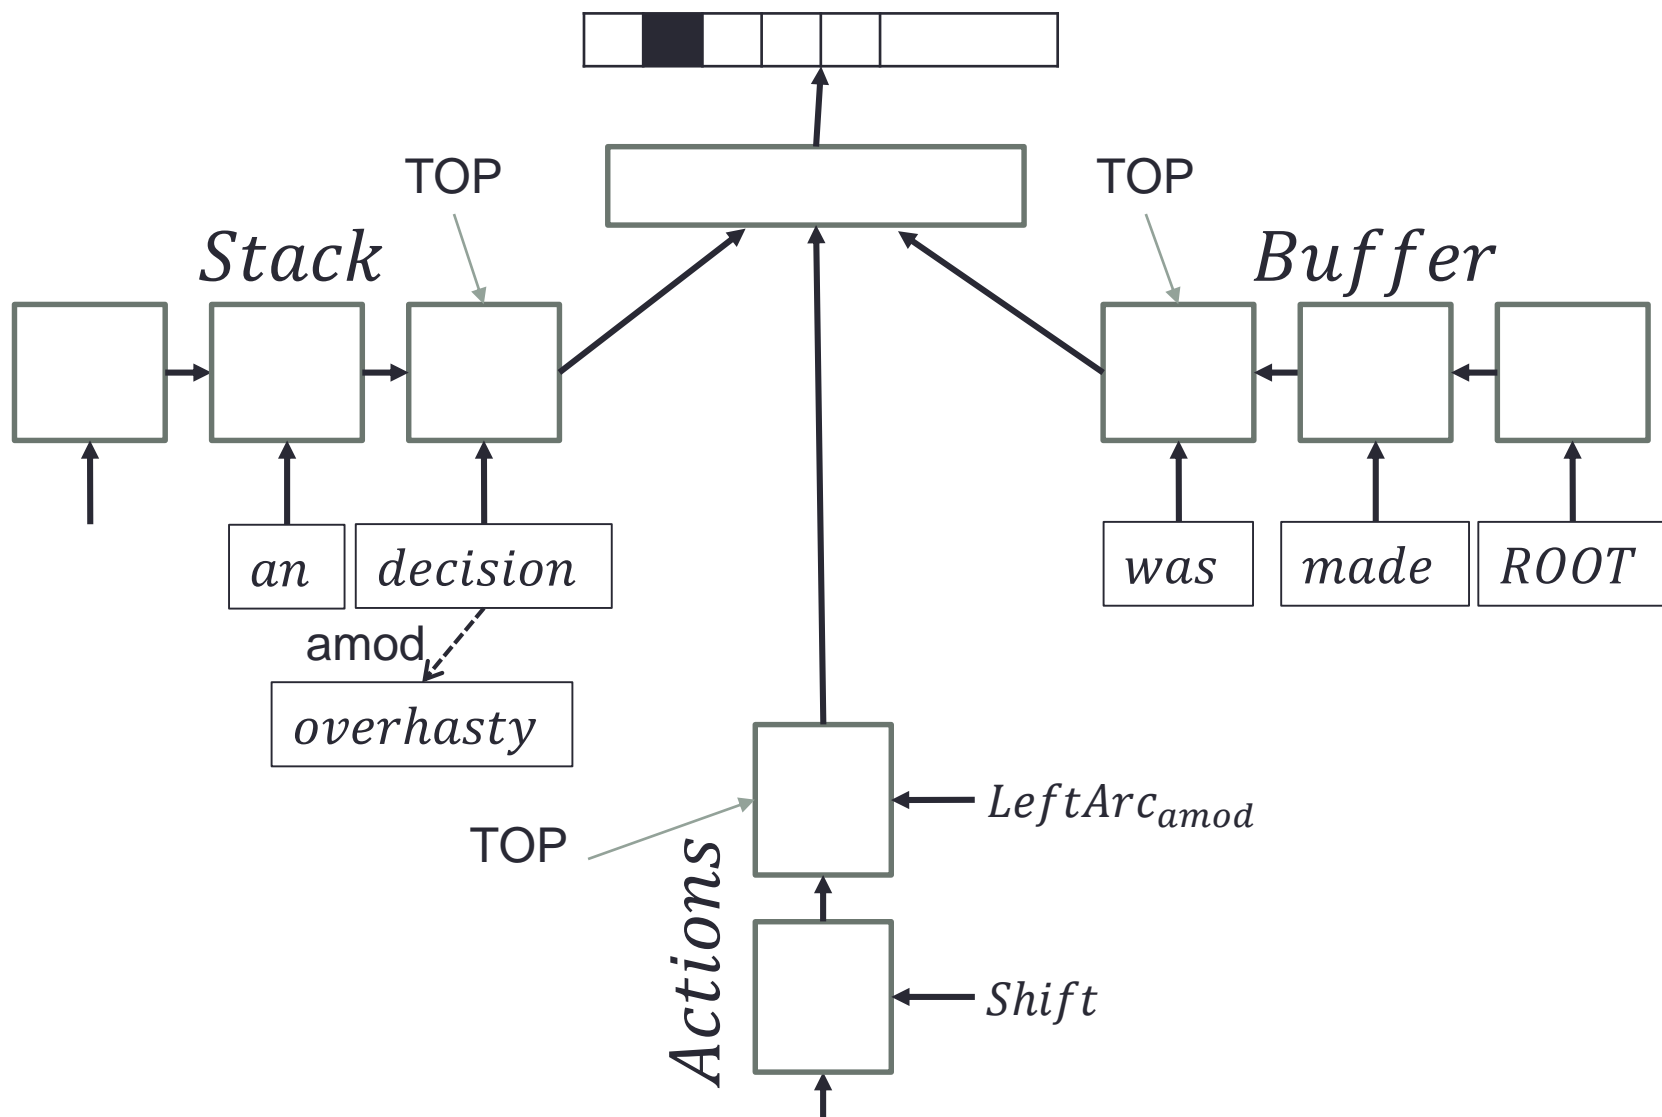 TOP
TOP
Stack
Buffer
an
decision
was
made
ROOT
amod
overhasty
LeftArc_amod
TOP
Actions
Shift